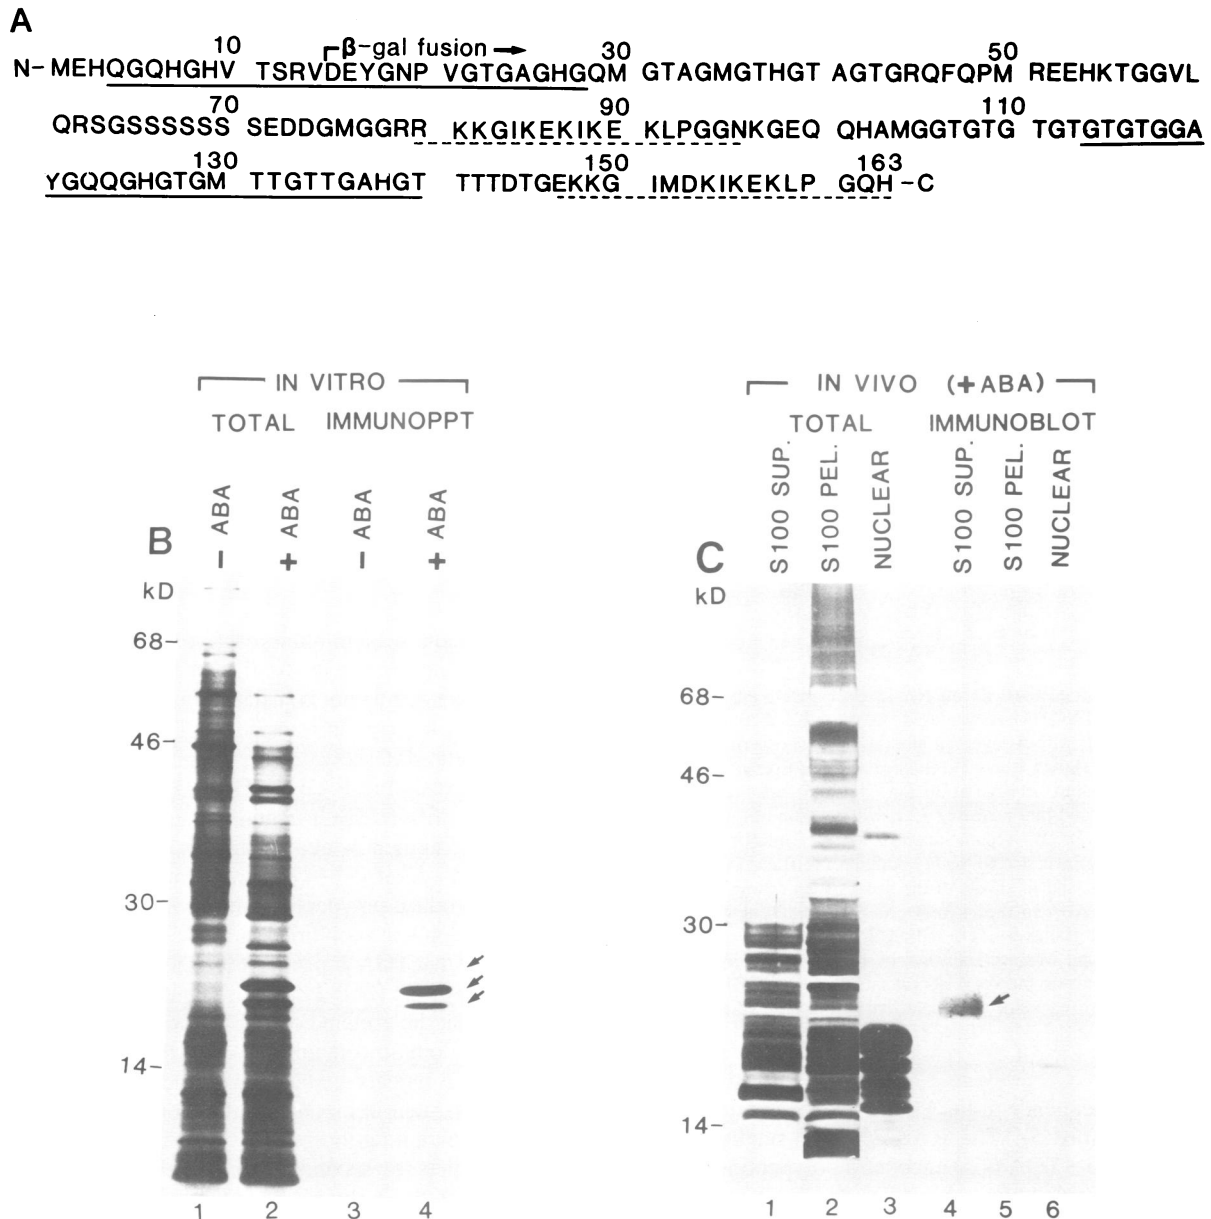 A
10 β-gal fusion → 30 50
N- MEHQGQHGHV TSRVDEYGNP VGTGAGHGQM GTAGMGTHGT AGTGRQFQPM REEHKTGGVL
70 90 110
QRSGSSSSSS SEDDGMGGRR KKGIKEKIKE KLPGGNKGEQ QHAMGGTGTG TGTGTGTGGA
130 150 163
YGQQGHGTGM TTGTTGAHGT TTTDTGEKKG IMDKIKEKLP GQH -C
IN VITRO
TOTAL IMMUNOPPT
- ABA
+ ABA
- ABA
+ ABA
B
kD
68-
46-
30-
14-
1 2 3 4
IN VIVO (+ABA)
TOTAL IMMUNOBLOT
S100 SUP.
S100 PEL.
NUCLEAR
S100 SUP.
S100 PEL.
NUCLEAR
C
kD
68-
46-
30-
14-
1 2 3 4 5 6